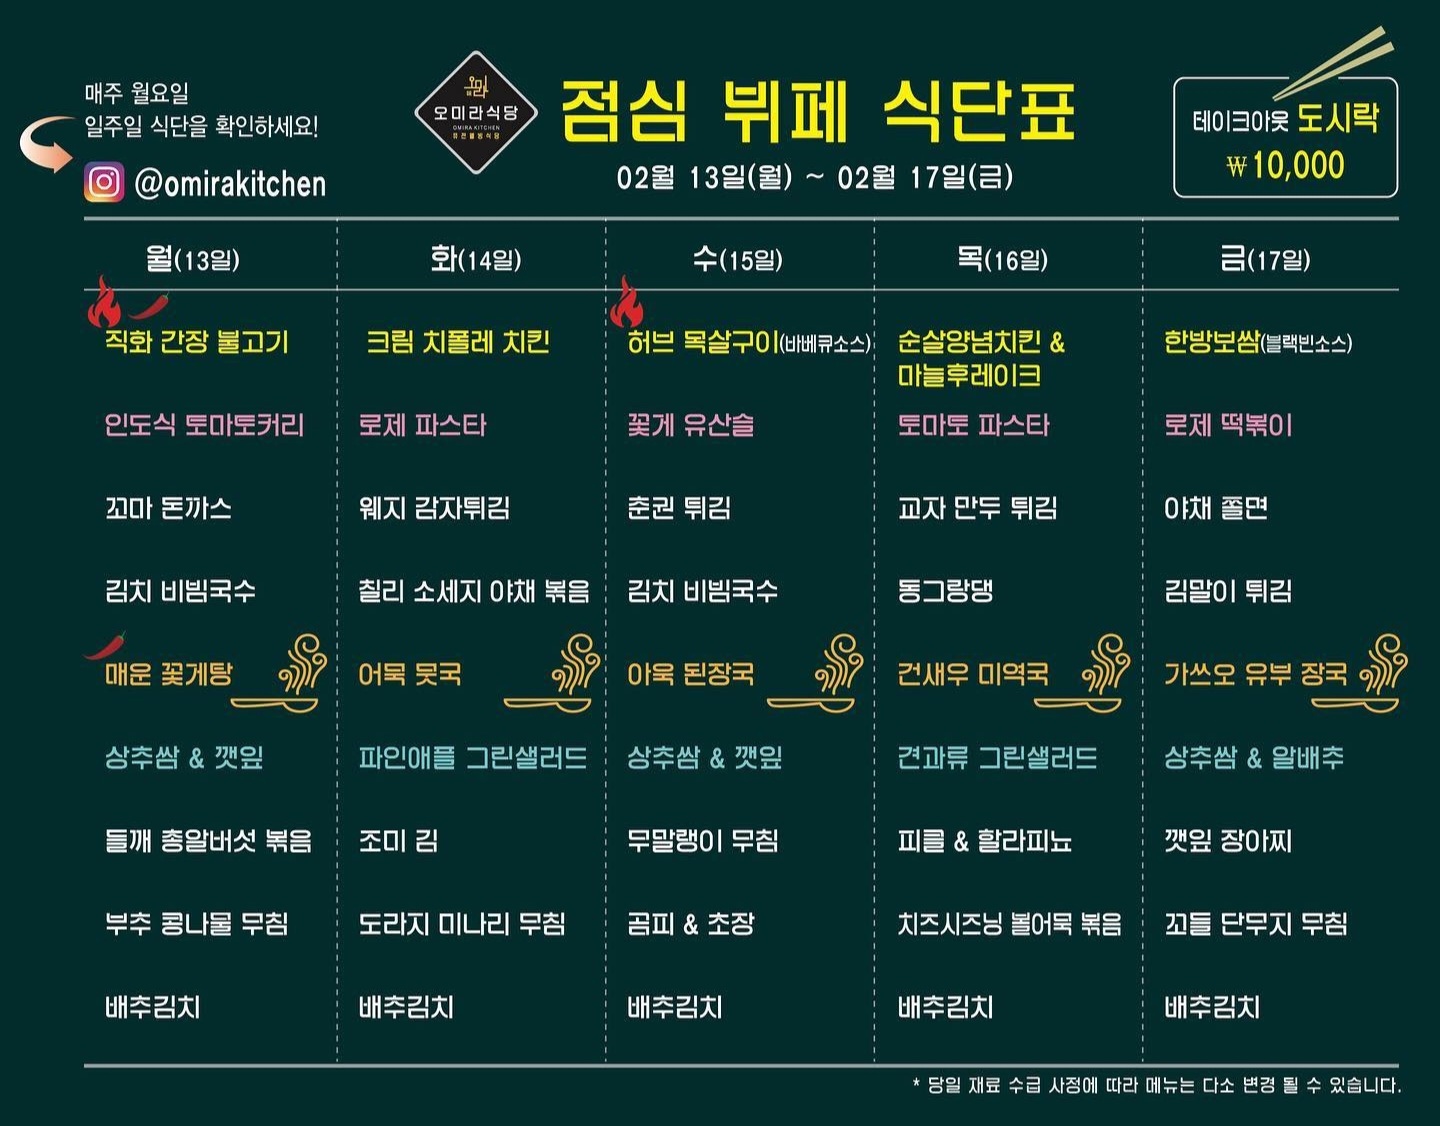 매주 월요일
일주일 식단을 확인하세요!
@omirakitchen
오미라
오미라식당
OMIRA KITCHEN
점심 뷔페 식단표
02월 13일(월) ~ 02월 17일(금)
테이크아웃 도시락
₩10,000
월(13일)
직화 간장 불고기
인도식 토마토커리
꼬마 돈까스
김치 비빔국수
매운 꽃게탕
상추쌈 & 깻잎
들깨 총알버섯 볶음
부추 콩나물 무침
배추김치
화(14일)
크림 치폴레 치킨
로제 파스타
웨지 감자튀김
칠리 소세지 야채 볶음
어묵 뭇국
파인애플 그린샐러드
조미 김
도라지 미나리 무침
배추김치
수(15일)
허브 목살구이(바베큐소스)
꽃게 유산슬
춘권 튀김
김치 비빔국수
아욱 된장국
상추쌈 & 깻잎
무말랭이 무침
곰피 & 초장
배추김치
목(16일)
순살양념치킨 &
마늘후레이크
토마토 파스타
교자 만두 튀김
동그랑땡
건새우 미역국
견과류 그린샐러드
피클 & 할라피뇨
치즈시즈닝 볼어묵 볶음
배추김치
금(17일)
한방보쌈(블랙빈소스)
로제 떡볶이
야채 쫄면
김말이 튀김
가쓰오 유부 장국
상추쌈 & 알배추
깻잎 장아찌
꼬들 단무지 무침
배추김치
* 당일 재료 수급 사정에 따라 메뉴는 다소 변경 될 수 있습니다.